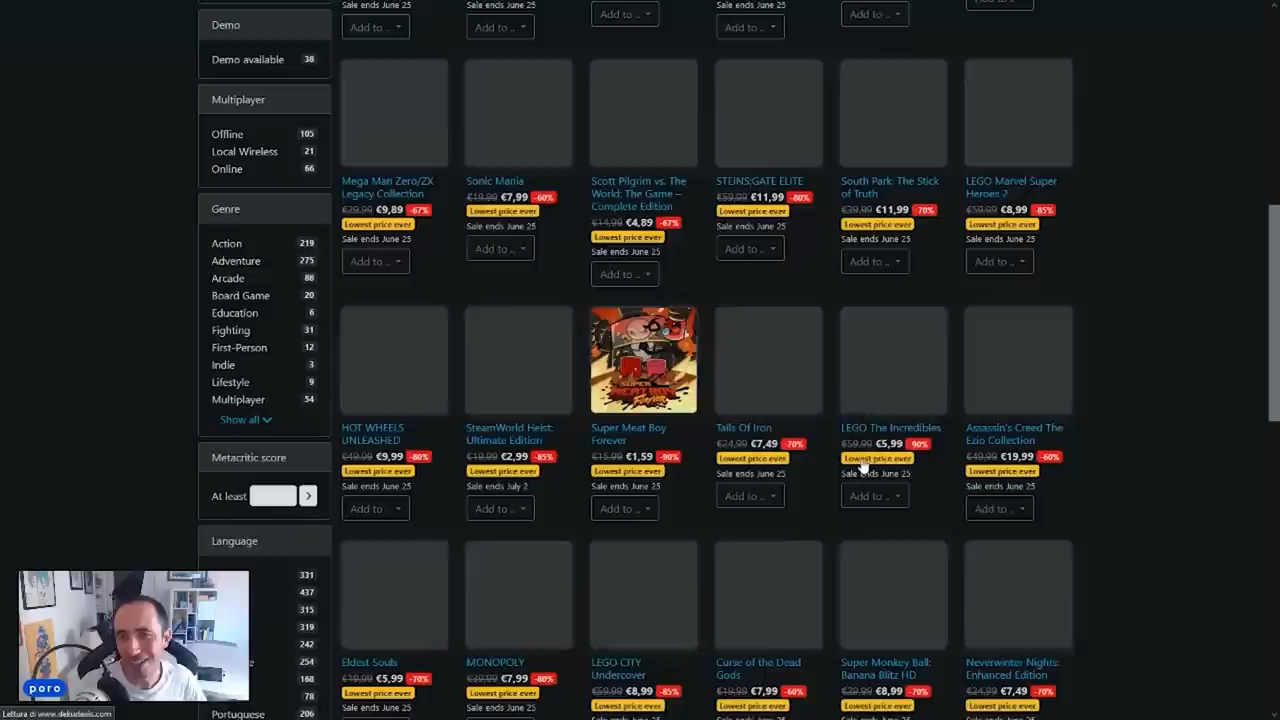 Sale ends June 25
Sale ends June 25
Sale ends June 25
Add to ..
Add to ..
Add to ..
Add to ..
Add to ..
Demo
Demo available 38
Multiplayer
Offline 105
Local Wireless 21
Online 66
Genre
Action 219
Adventure 275
Arcade 88
Board Game 20
Education 6
Fighting 31
First-Person 12
Indie 3
Lifestyle 9
Multiplayer 54
Show all
Metacritic score
At least
Language
331
437
315
319
242
254
168
78
Portuguese 206
Mega Man Zero/ZX
Legacy Collection
€29,99 €9,89 -67%
Lowest price ever
Sale ends June 25
Add to ..
Sonic Mania
€19,99 €7,99 -60%
Lowest price ever
Sale ends June 25
Add to ..
Scott Pilgrim vs. The
World: The Game –
Complete Edition
€14,99 €4,89 -67%
Lowest price ever
Sale ends June 25
Add to ..
STEINS;GATE ELITE
€59,99 €11,99 -80%
Lowest price ever
Sale ends June 25
Add to ..
South Park: The Stick
of Truth
€39,99 €11,99 -70%
Lowest price ever
Sale ends June 25
Add to ..
LEGO Marvel Super
Heroes 2
€59,99 €8,99 -85%
Lowest price ever
Sale ends June 25
Add to ..
HOT WHEELS
UNLEASHED
€49,99 €9,99 -80%
Lowest price ever
Sale ends June 25
Add to ..
SteamWorld Heist:
Ultimate Edition
€19,99 €2,99 -85%
Lowest price ever
Sale ends July 2
Add to ..
SUPER
MEAT BOY
Forever
Super Meat Boy
Forever
€15,99 €1,59 -90%
Lowest price ever
Sale ends June 25
Add to ..
Tails Of Iron
€24,99 €7,49 -70%
Lowest price ever
Sale ends June 25
Add to ..
LEGO The Incredibles
€59,99 €5,99 -90%
Lowest price ever
Sale ends June 25
Add to ..
Assassin's Creed The
Ezio Collection
€49,99 €19,99 -60%
Lowest price ever
Sale ends June 25
Add to ..
Eldest Souls
€19,99 €5,99 -70%
Lowest price ever
MONOPOLY
€39,99 €7,99 -80%
Lowest price ever
LEGO CITY
Undercover
€59,99 €8,99 -85%
Lowest price ever
Curse of the Dead
Gods
€19,99 €7,99 -60%
Lowest price ever
Super Monkey Ball:
Banana Blitz HD
€29,99 €8,99 -70%
Lowest price ever
Neverwinter Nights:
Enhanced Edition
€24,99 €7,49 -70%
Lowest price ever
poro
Lettura di www.dekudeals.com